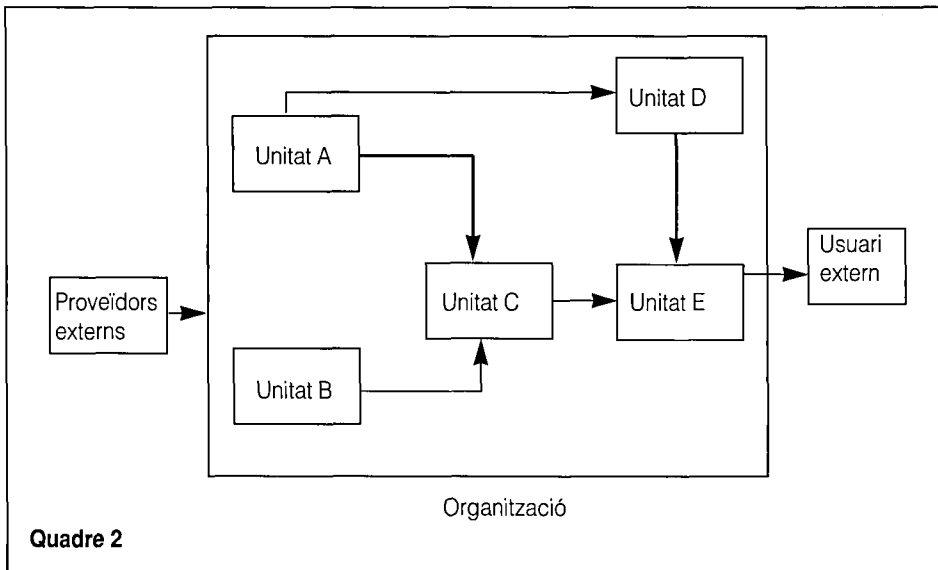 Unitat D
Unitat A
Usuari
extern
Proveïdors
externs
Unitat C
Unitat E
Unitat B
Organització
Quadre 2